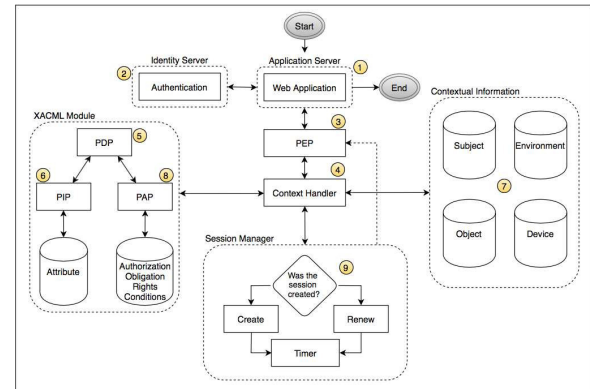 Start
Identity Server
Application Server
2
Authentication
1
Web Application
End
Contextual Information
XACML Module
3
PEP
PDP
5
Subject
Environment
4
6
8
PIP
PAP
Context Handler
7
Attribute
Authorization
Obligation
Rights
Conditions
Object
Device
Session Manager
9
Was the
session
created?
Create
Renew
Timer